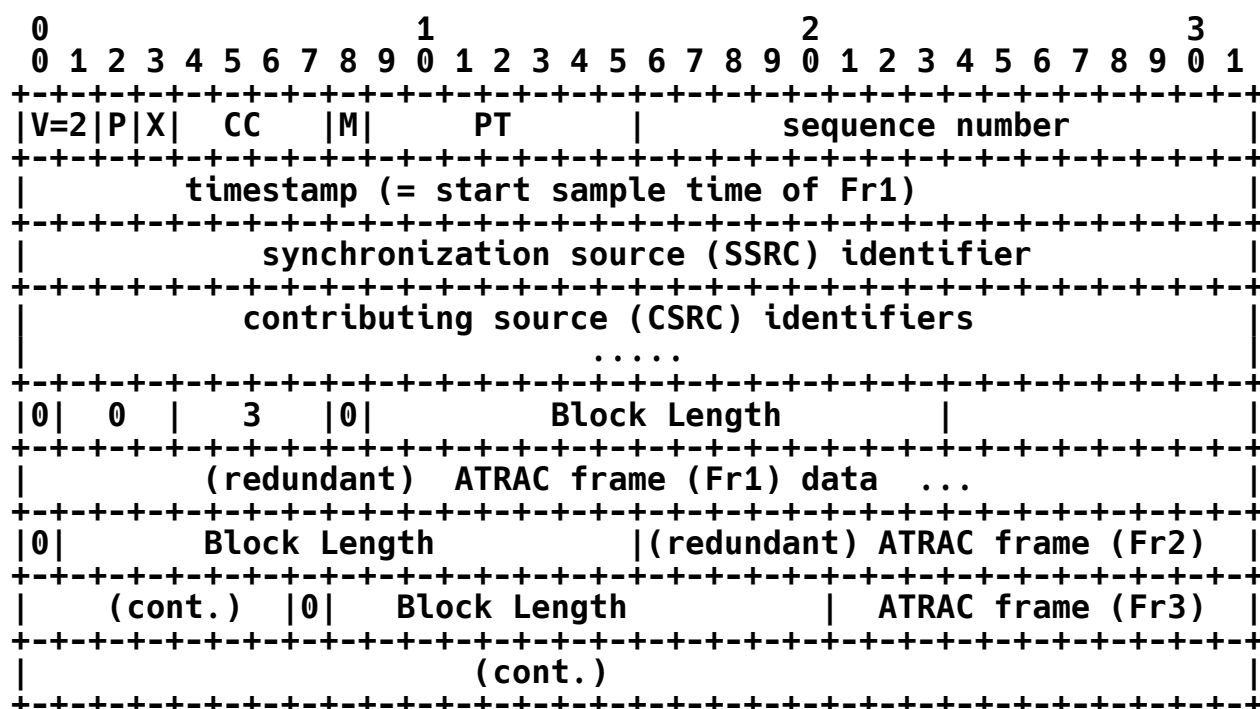 0                   1                   2                   3
 0 1 2 3 4 5 6 7 8 9 0 1 2 3 4 5 6 7 8 9 0 1 2 3 4 5 6 7 8 9 0 1
+-+-+-+-+-+-+-+-+-+-+-+-+-+-+-+-+-+-+-+-+-+-+-+-+-+-+-+-+-+-+-+-+
|V=2|P|X|  CC   |M|     PT      |       sequence number         |
+-+-+-+-+-+-+-+-+-+-+-+-+-+-+-+-+-+-+-+-+-+-+-+-+-+-+-+-+-+-+-+-+
|        timestamp (= start sample time of Fr1)                 |
+-+-+-+-+-+-+-+-+-+-+-+-+-+-+-+-+-+-+-+-+-+-+-+-+-+-+-+-+-+-+-+-+
|            synchronization source (SSRC) identifier           |
+-+-+-+-+-+-+-+-+-+-+-+-+-+-+-+-+-+-+-+-+-+-+-+-+-+-+-+-+-+-+-+-+
|           contributing source (CSRC) identifiers              |
|                             .....                             |
+-+-+-+-+-+-+-+-+-+-+-+-+-+-+-+-+-+-+-+-+-+-+-+-+-+-+-+-+-+-+-+-+
|0|  0  |   3   |0|         Block Length        |               |
+-+-+-+-+-+-+-+-+-+-+-+-+-+-+-+-+-+-+-+-+-+-+-+-+-+-+-+-+-+-+-+-+
|         (redundant)  ATRAC frame (Fr1) data  ...              |
+-+-+-+-+-+-+-+-+-+-+-+-+-+-+-+-+-+-+-+-+-+-+-+-+-+-+-+-+-+-+-+-+
|0|       Block Length          |(redundant) ATRAC frame (Fr2)  |
+-+-+-+-+-+-+-+-+-+-+-+-+-+-+-+-+-+-+-+-+-+-+-+-+-+-+-+-+-+-+-+-+
|    (cont.)  |0|   Block Length          |  ATRAC frame (Fr3)  |
+-+-+-+-+-+-+-+-+-+-+-+-+-+-+-+-+-+-+-+-+-+-+-+-+-+-+-+-+-+-+-+-+
|                       (cont.)                                 |
+-+-+-+-+-+-+-+-+-+-+-+-+-+-+-+-+-+-+-+-+-+-+-+-+-+-+-+-+-+-+-+-+